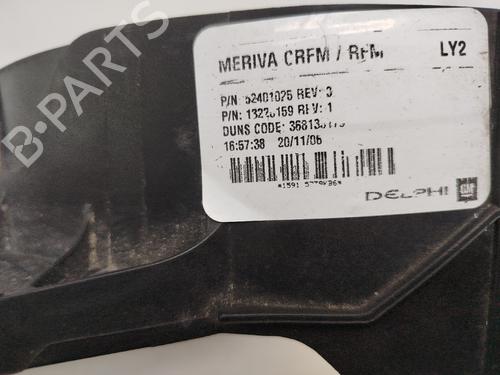 MERIVA CRFM / RFM LY2
P/N: 52401025 REV: 3
REV: 1
DUNS CODE:
16:57:38 20/11/06
DELPHI GM
B-PARTS